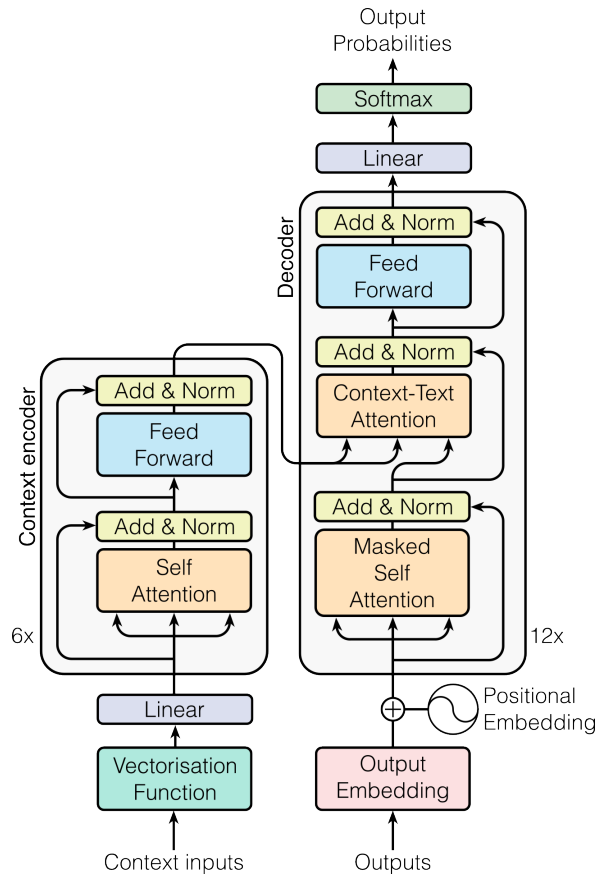 Output
Probabilities
Softmax
Linear
Decoder
Add & Norm
Feed
Forward
Add & Norm
Context-Text
Attention
Add & Norm
Masked
Self
Attention
12x
Positional
Embedding
Output
Embedding
Outputs
Context encoder
Add & Norm
Feed
Forward
Add & Norm
Self
Attention
6x
Linear
Vectorisation
Function
Context inputs